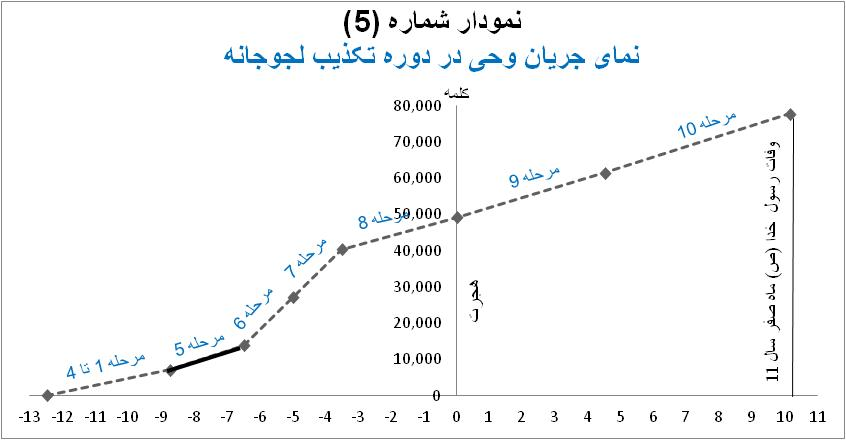 نمودار شماره (5)
نمای جریان وحی در دوره تکذیب لجوجانه
کلمه
80,000
70,000
60,000
50,000
40,000
30,000
20,000
10,000
0
مرحله 1 تا 4
مرحله 5
مرحله 6
مرحله 7
مرحله 8
مرحله 9
مرحله 10
هجرت
وفات رسول خدا (ص) ماه صفر سال 11
-13 -12 -11 -10 -9 -8 -7 -6 -5 -4 -3 -2 -1 0 1 2 3 4 5 6 7 8 9 10 11